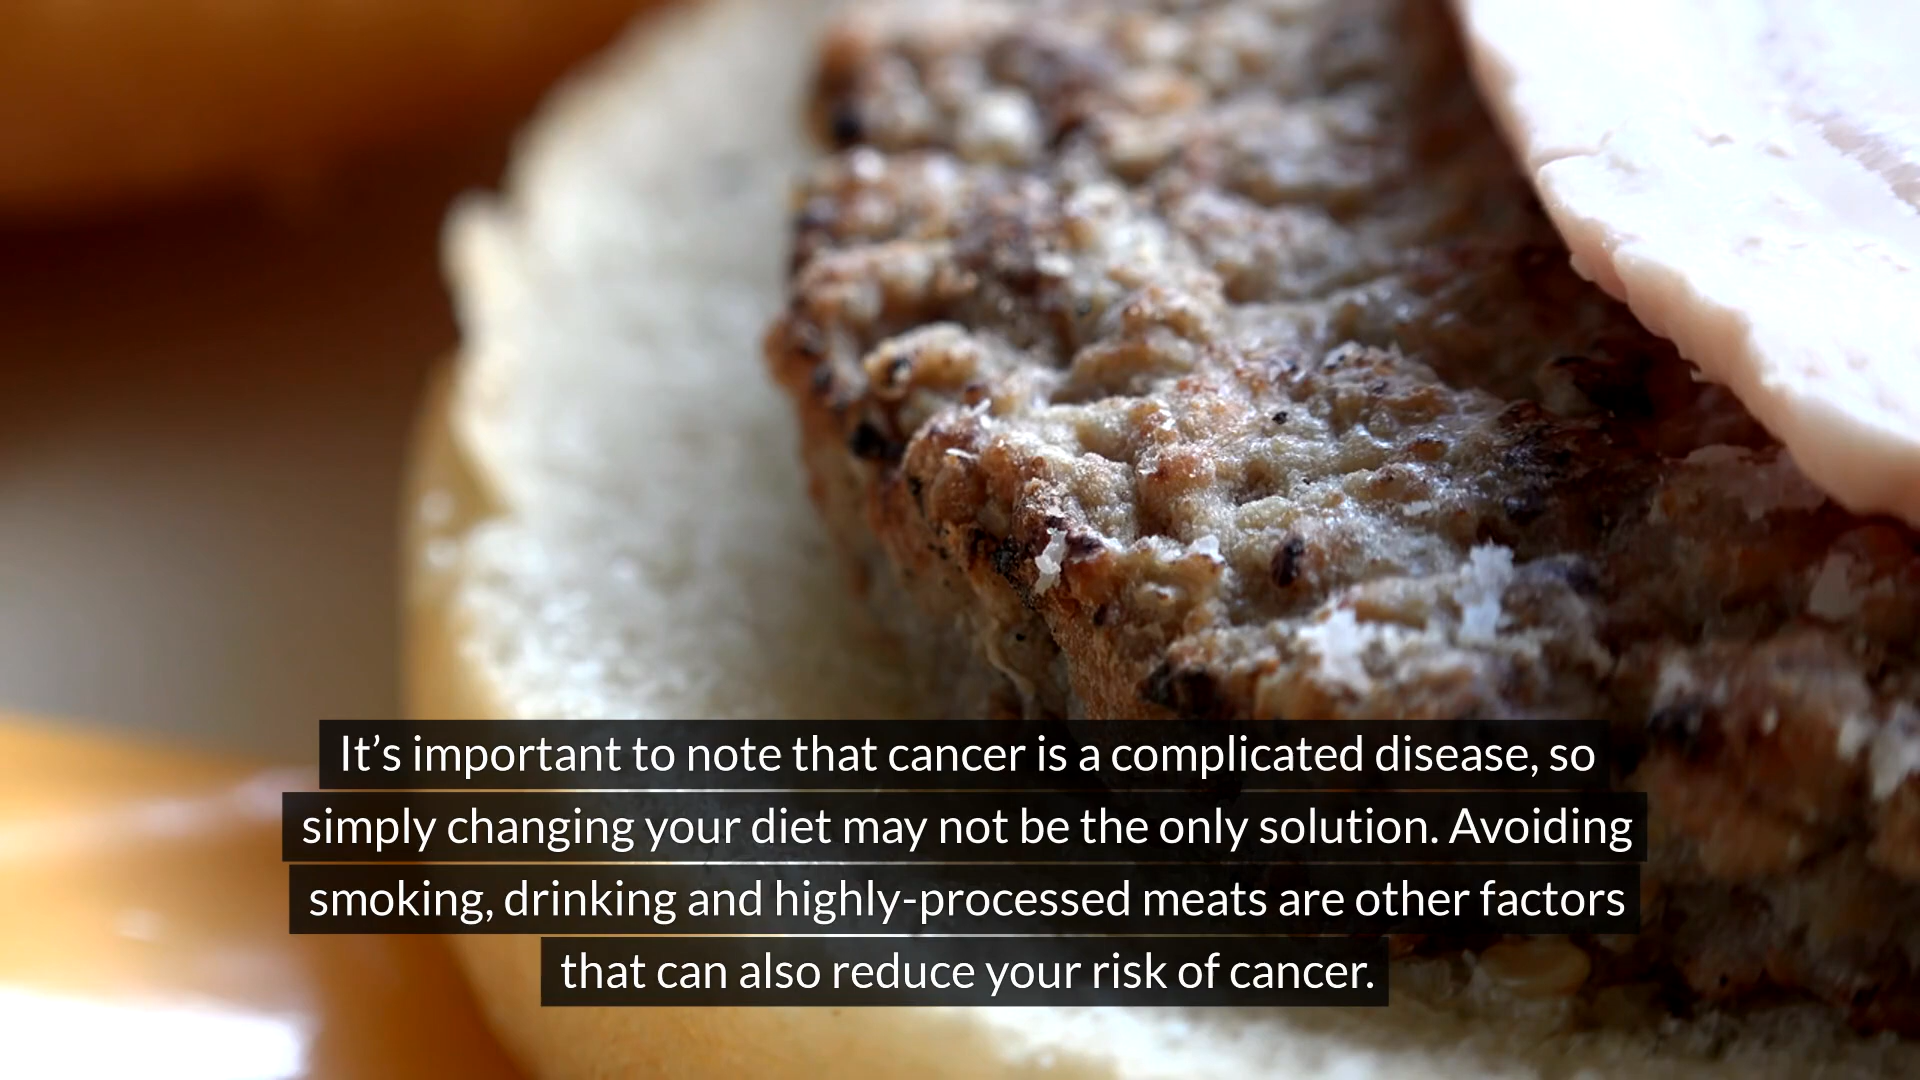 It’s important to note that cancer is a complicated disease, so
simply changing your diet may not be the only solution. Avoiding
smoking, drinking and highly-processed meats are other factors
that can also reduce your risk of cancer.